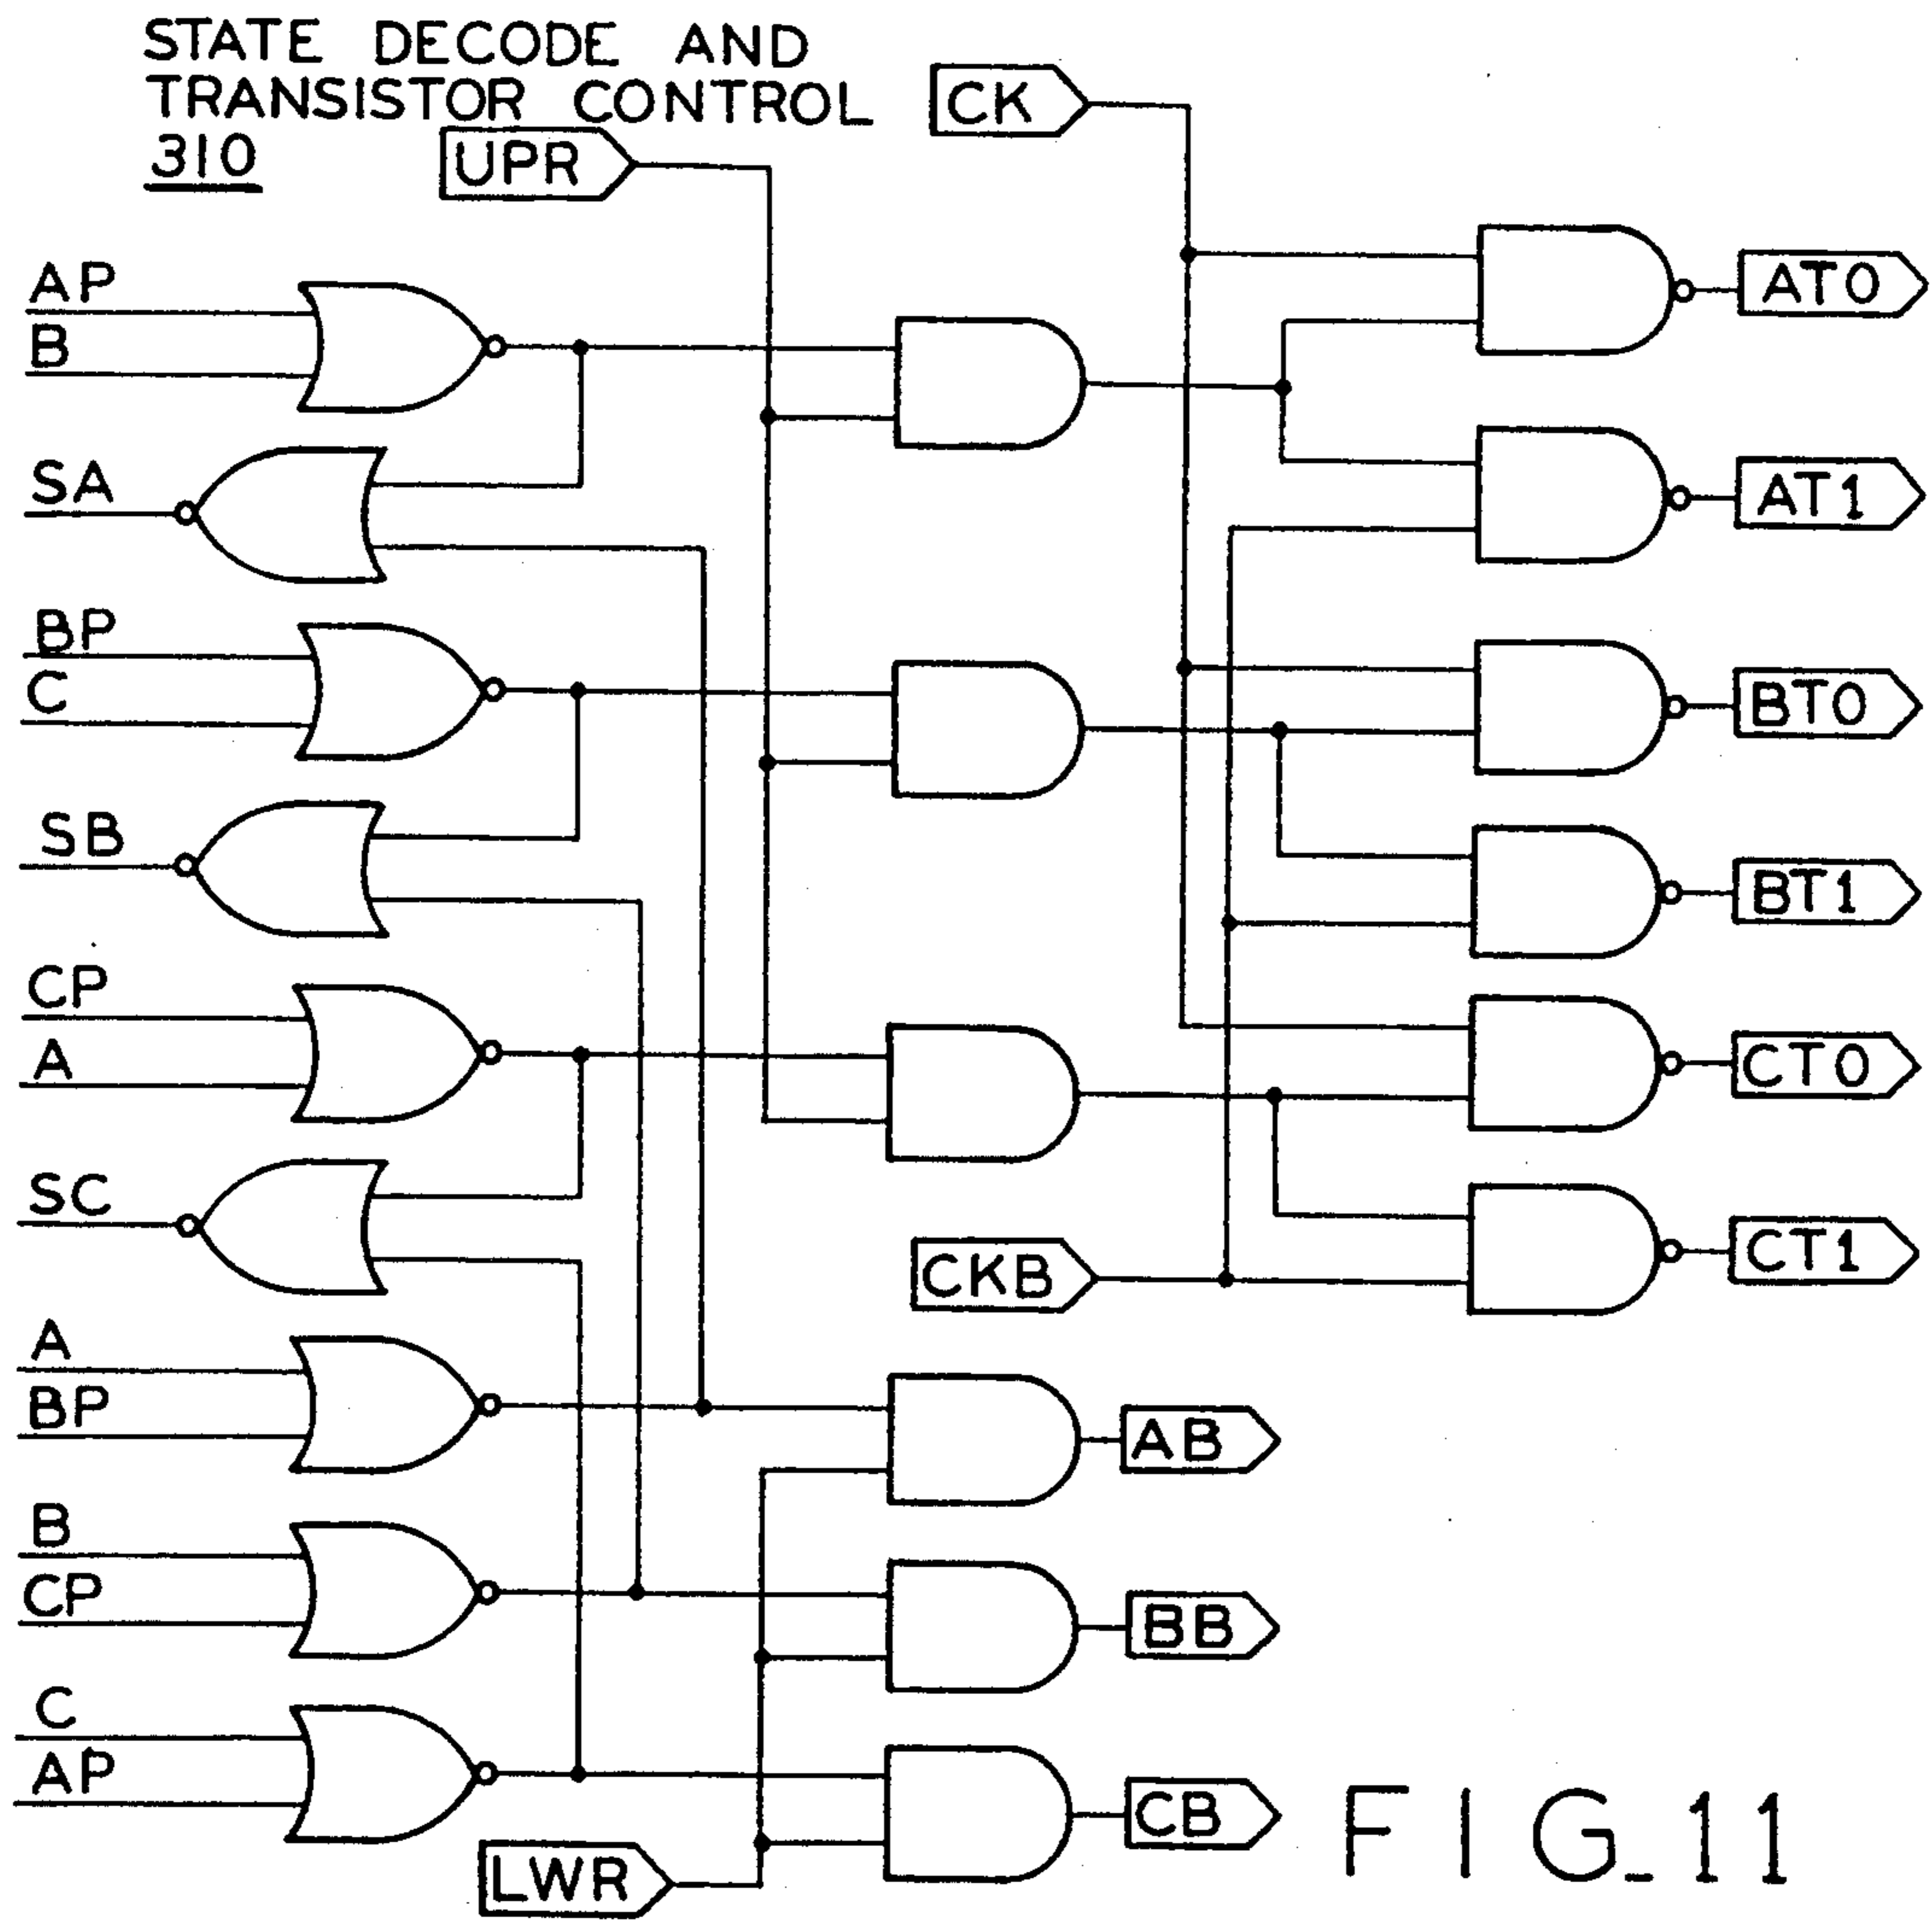 STATE DECODE AND
TRANSISTOR CONTROL
310
UPR
CK
AP
B
SA
BP
C
SB
CP
A
SC
A
BP
B
CP
C
AP
LWR
CKB
AT0
AT1
BT0
BT1
CT0
CT1
AB
BB
CB
FIG_11